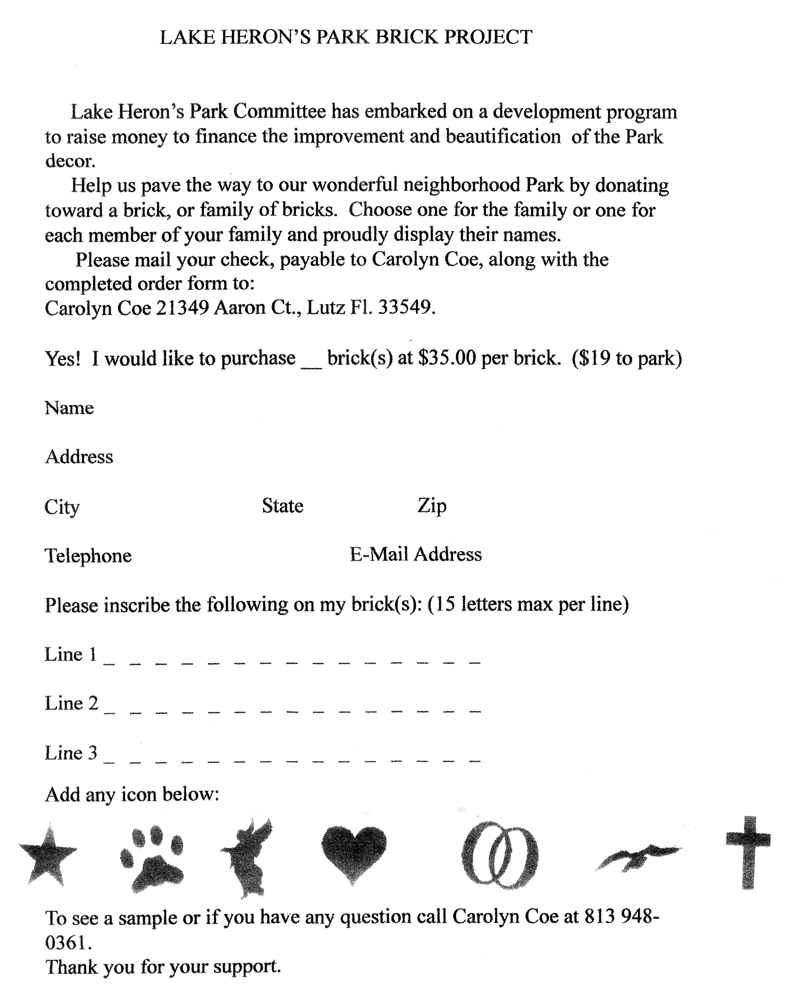 LAKE HERON'S PARK BRICK PROJECT
Lake Heron's Park Committee has embarked on a development program
to raise money to finance the improvement and beautification  of the Park
decor.
Help us pave the way to our wonderful neighborhood Park by donating
toward a brick, or family of bricks.  Choose one for the family or one for
each member of your family and proudly display their names.
Please mail your check, payable to Carolyn Coe, along with the
completed order form to:
Carolyn Coe 21349 Aaron Ct., Lutz Fl. 33549.
Yes!  I would like to purchase __ brick(s) at $35.00 per brick.  ($19 to park)
Name
Address
City State Zip
Telephone E-Mail Address
Please inscribe the following on my brick(s): (15 letters max per line)
Line 1 _ _ _ _ _ _ _ _ _ _ _ _ _ _ _
Line 2 _ _ _ _ _ _ _ _ _ _ _ _ _ _ _
Line 3 _ _ _ _ _ _ _ _ _ _ _ _ _ _ _
Add any icon below:
To see a sample or if you have any question call Carolyn Coe at 813 948-
0361.
Thank you for your support.